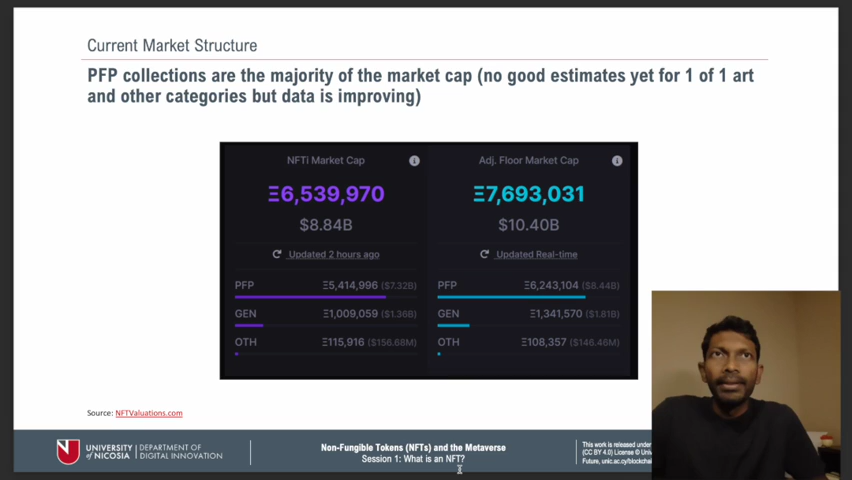 Current Market Structure
PFP collections are the majority of the market cap (no good estimates yet for 1 of 1 art
and other categories but data is improving)
NFTi Market Cap
Ξ6,539,970
$8.84B
Updated 2 hours ago
PFP Ξ5,414,996 ($7.32B)
GEN Ξ1,009,059 ($1.36B)
OTH Ξ115,916 ($156.68M)
Adj. Floor Market Cap
Ξ7,693,031
$10.40B
Updated Real-time
PFP Ξ6,243,104 ($8.44B)
GEN Ξ1,341,570 ($1.81B)
OTH Ξ108,357 ($146.46M)
Source: NFTValuations.com
UNIVERSITY
of NICOSIA
DEPARTMENT OF
DIGITAL INNOVATION
Non-Fungible Tokens (NFTs) and the Metaverse
Session 1: What is an NFT?
This work is released under
(CC BY 4.0) License © Univ
Future, unic.ac.cy/blockchai